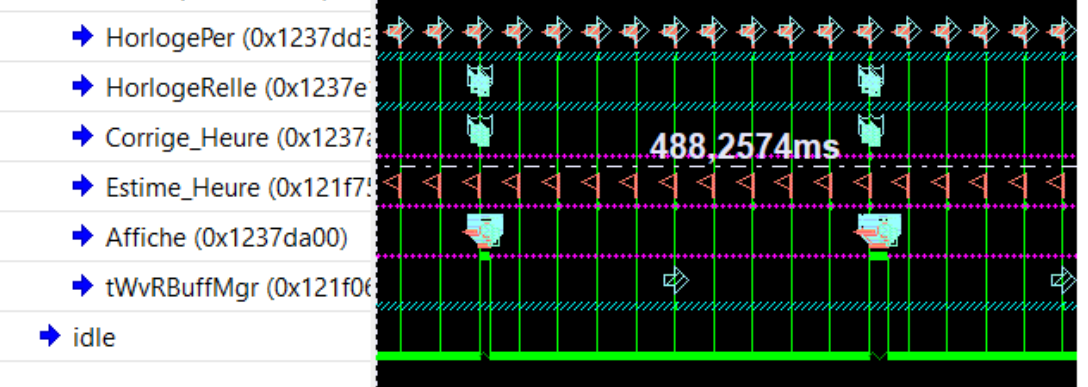 HorlogePer (0x1237dd3
HorlogeRelle (0x1237e
Corrige_Heure (0x1237a
488,2574ms
Estime_Heure (0x121f75
Affiche (0x1237da00)
tWvRBuffMgr (0x121f06
idle